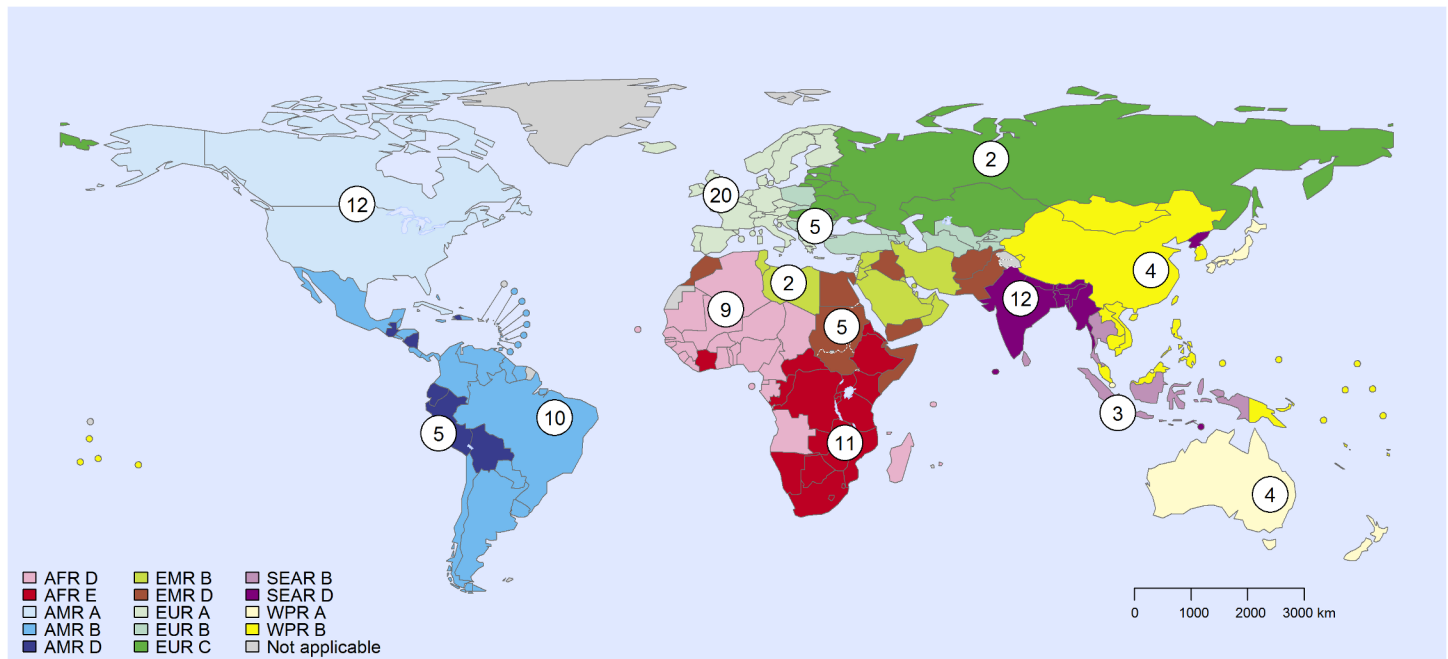 2
12
20
5
2
4
12
9
5
3
10
5
11
4
AFR D
AFR E
AMR A
AMR B
AMR D
EMR B
EMR D
EUR A
EUR B
EUR C
SEAR B
SEAR D
WPR A
WPR B
Not applicable
0 1000 2000 3000 km